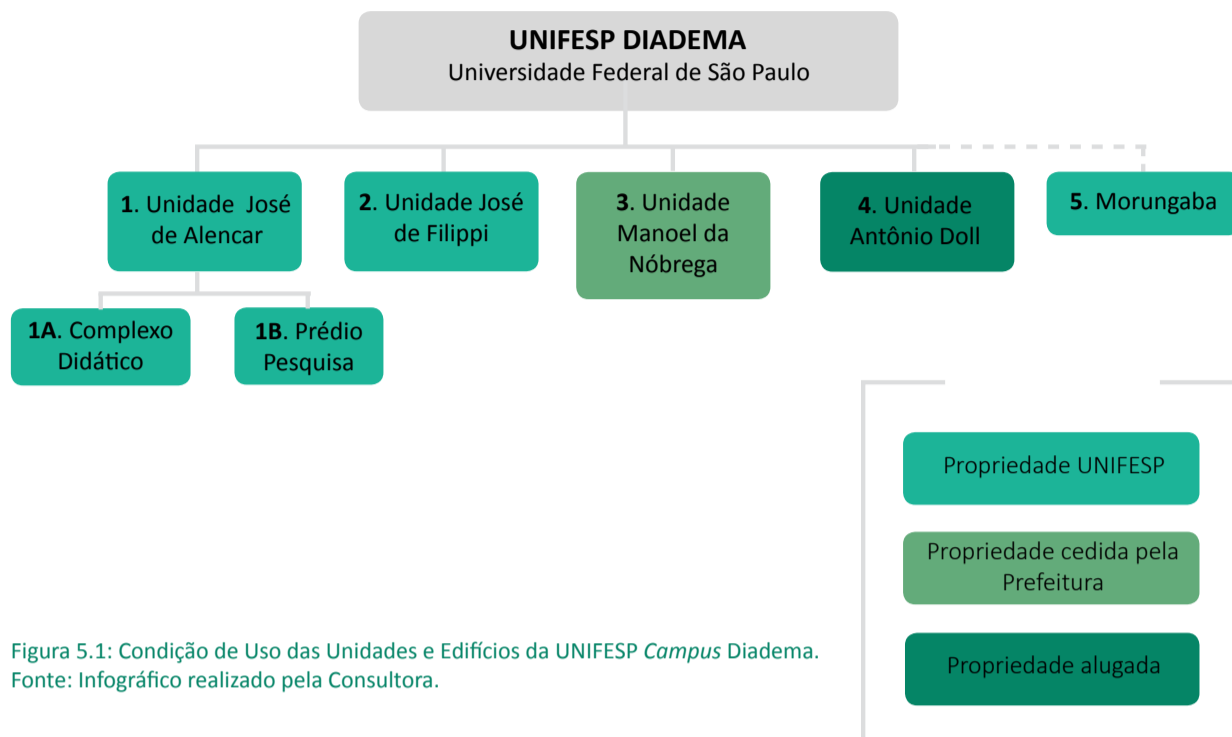 UNIFESP DIADEMA
Universidade Federal de São Paulo
1. Unidade José
de Alencar
2. Unidade José
de Filippi
3. Unidade
Manoel da
Nóbrega
4. Unidade
Antônio Doll
5. Morungaba
1A. Complexo
Didático
1B. Prédio
Pesquisa
Propriedade UNIFESP
Propriedade cedida pela
Prefeitura
Propriedade alugada
Figura 5.1: Condição de Uso das Unidades e Edifícios da UNIFESP Campus Diadema.
Fonte: Infográfico realizado pela Consultora.